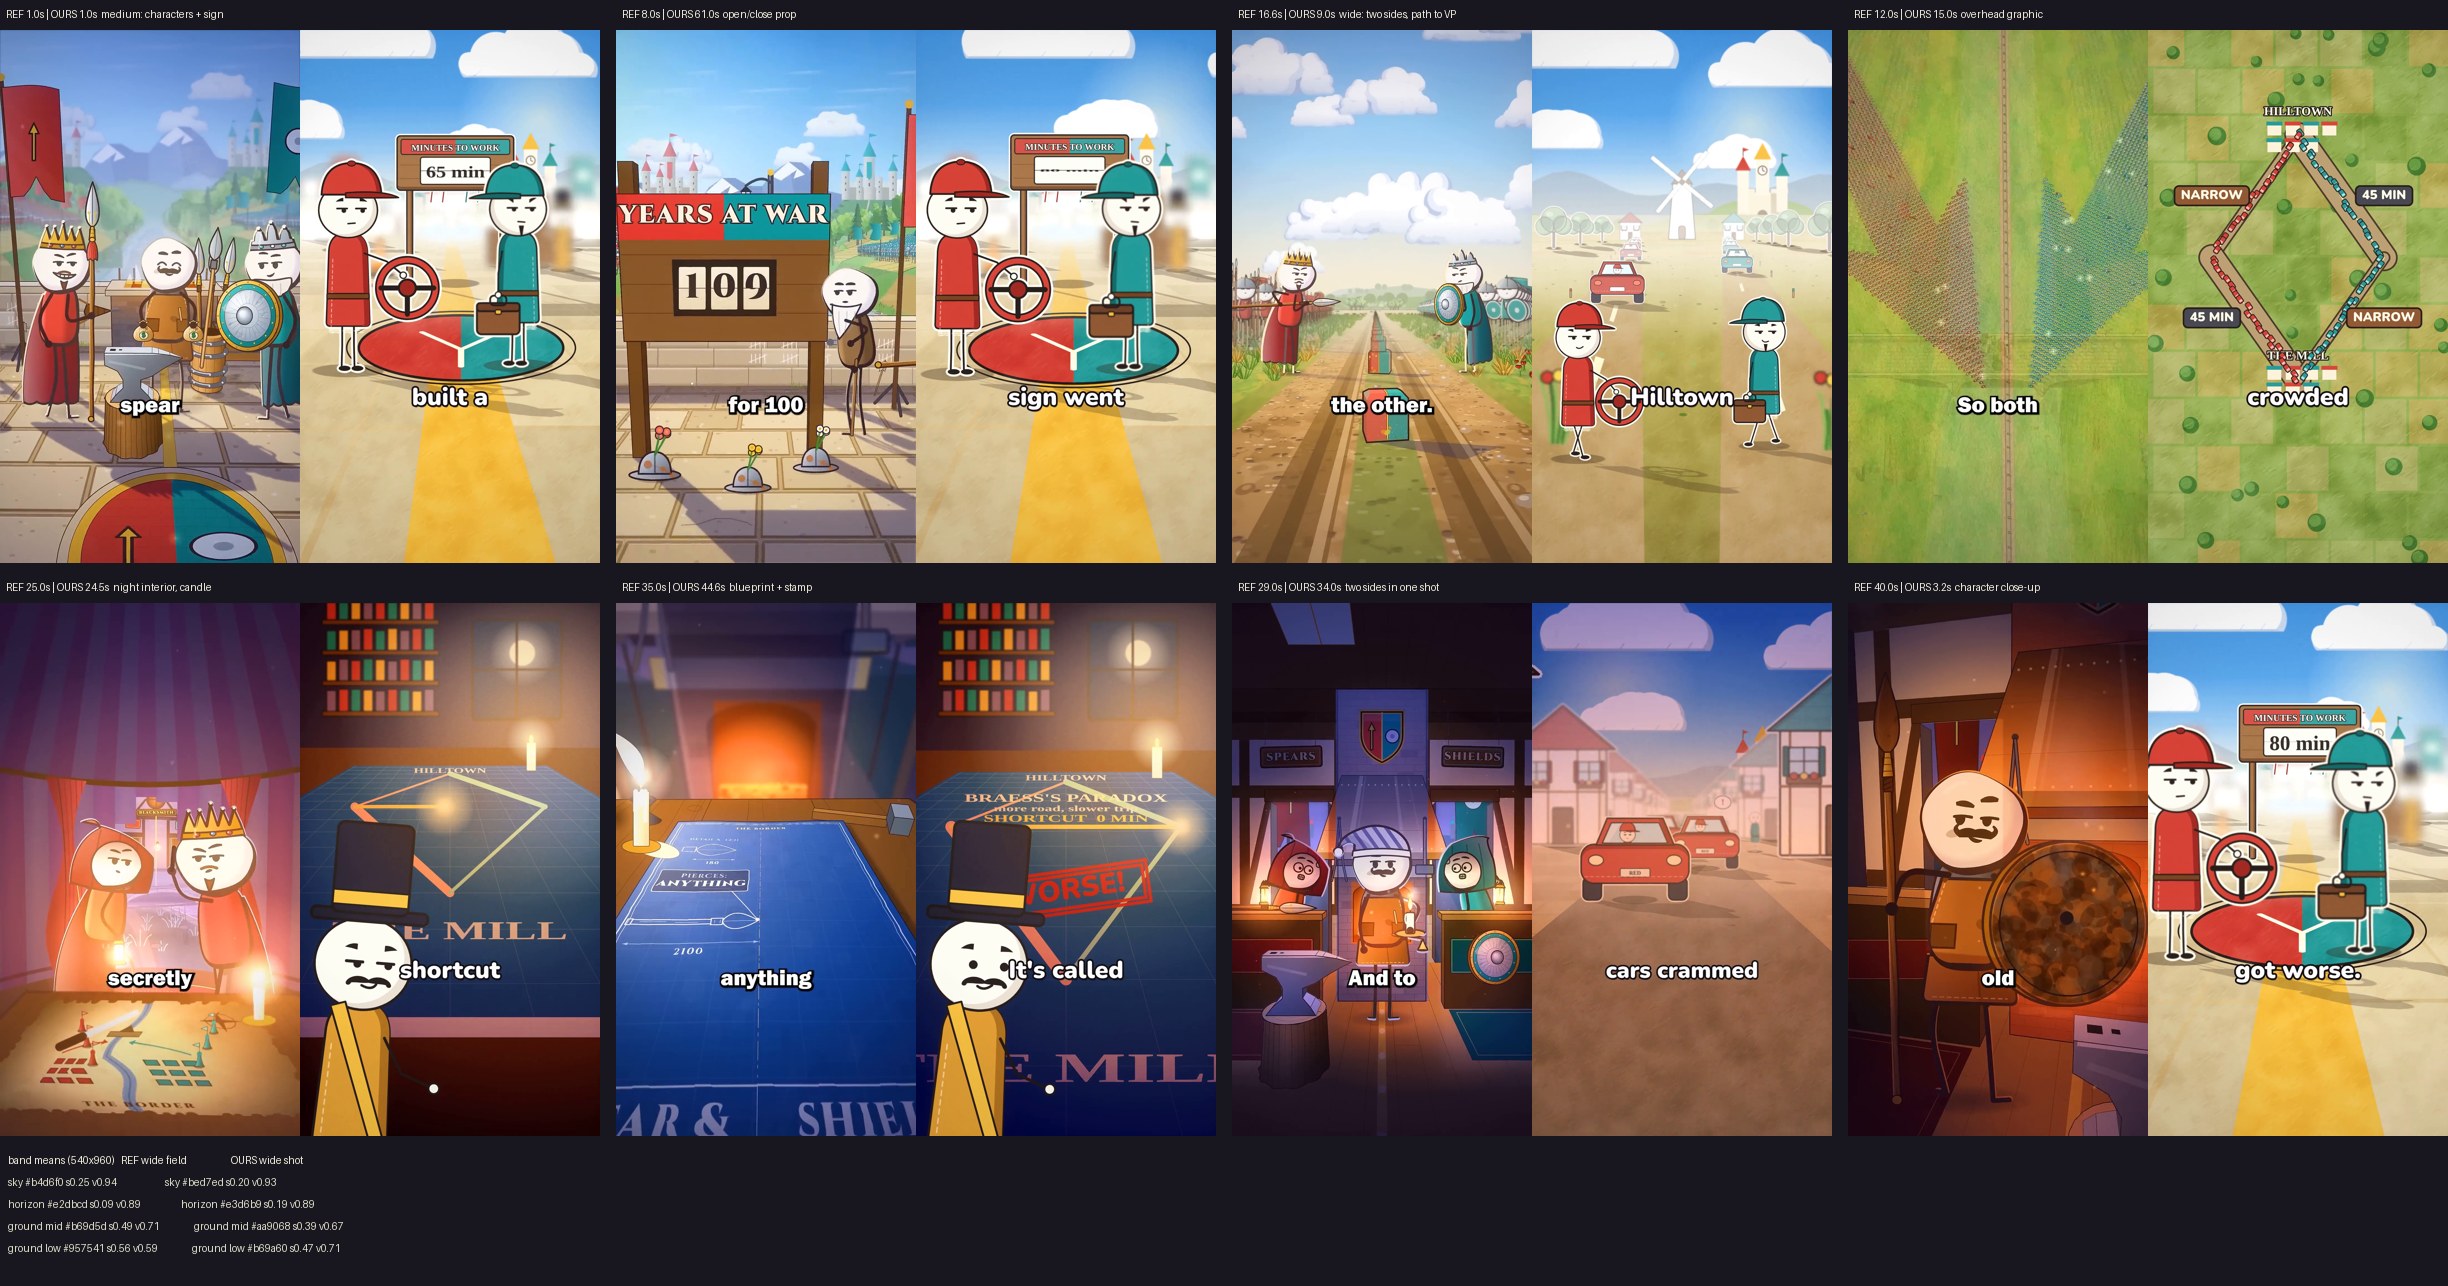 REF 1.0s | OURS 1.0s medium: characters + sign
REF 8.0s | OURS 61.0s open/close prop
REF 16.6s | OURS 9.0s wide: two sides, path to VP
REF 12.0s | OURS 15.0s overhead graphic
MINUTES TO WORK
65 min
spear
built a
YEARS AT WAR
109
for 100
MINUTES TO WORK
sign went
the other.
Hilltown
So both
HILLTOWN
NARROW
45 MIN
45 MIN
NARROW
THE MILL
crowded
REF 25.0s | OURS 24.5s night interior, candle
REF 35.0s | OURS 44.6s blueprint + stamp
REF 29.0s | OURS 34.0s two sides in one shot
REF 40.0s | OURS 3.2s character close-up
BLACKSMITH
secretly
THE BORDER
HILLTOWN
THE MILL
shortcut
THE BORDER
180
PIERCES:
ANYTHING
2100
anything
AR & SHIEL
HILLTOWN
BRAESS'S PARADOX
more road, slower trip
SHORTCUT 0 MIN
WORSE!
It's called
E MILL
SPEARS
SHIELDS
And to
RED
cars crammed
old
MINUTES TO WORK
80 min
got worse.
band means (540x960) REF wide field OURS wide shot
sky #b4d6f0 s0.25 v0.94 sky #bed7ed s0.20 v0.93
horizon #e2dbcd s0.09 v0.89 horizon #e3d6b9 s0.19 v0.89
ground mid #b69d5d s0.49 v0.71 ground mid #aa9068 s0.39 v0.67
ground low #957541 s0.56 v0.59 ground low #b69a60 s0.47 v0.71